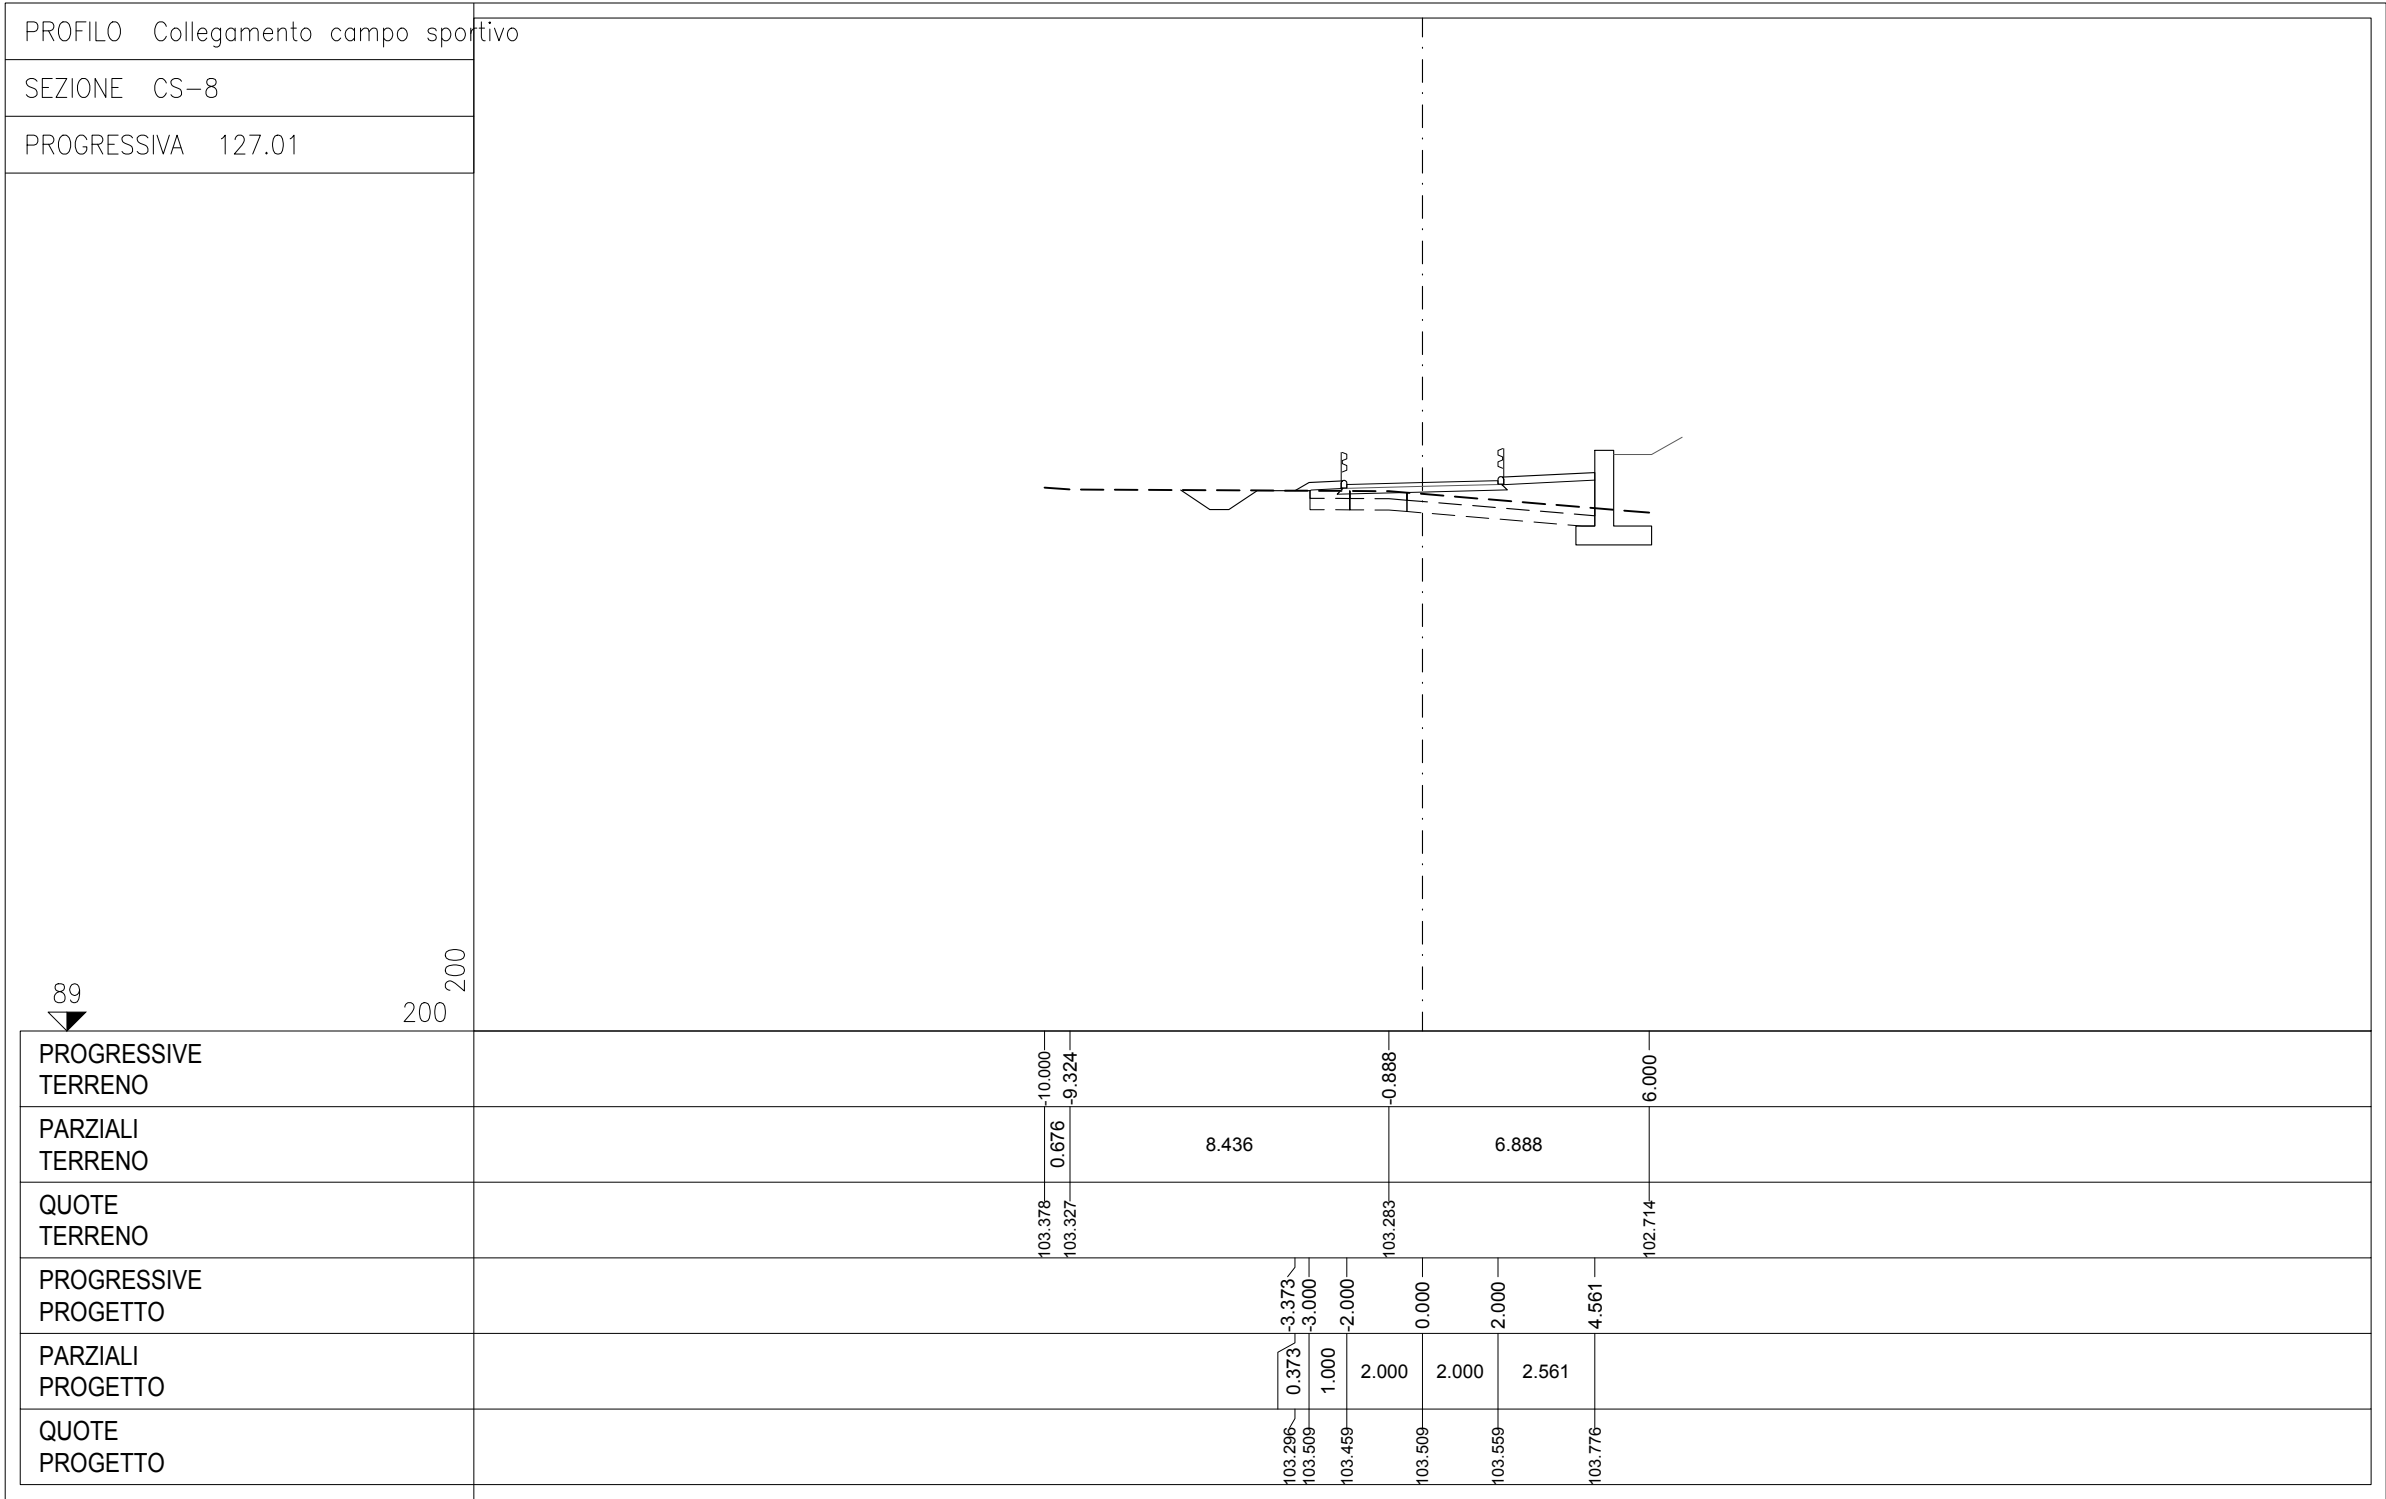 PROFILO Collegamento campo sportivo
SEZIONE CS-8
PROGRESSIVA 127.01
200
89
200
PROGRESSIVE
TERRENO
-10.000 -9.324 -0.888 6.000
PARZIALI
TERRENO
0.676 8.436 6.888
QUOTE
TERRENO
103.378 103.327 103.283 102.714
PROGRESSIVE
PROGETTO
-3.373 -3.000 -2.000 0.000 2.000 4.561
PARZIALI
PROGETTO
0.373 1.000 2.000 2.000 2.561
QUOTE
PROGETTO
103.296 103.509 103.459 103.509 103.559 103.776